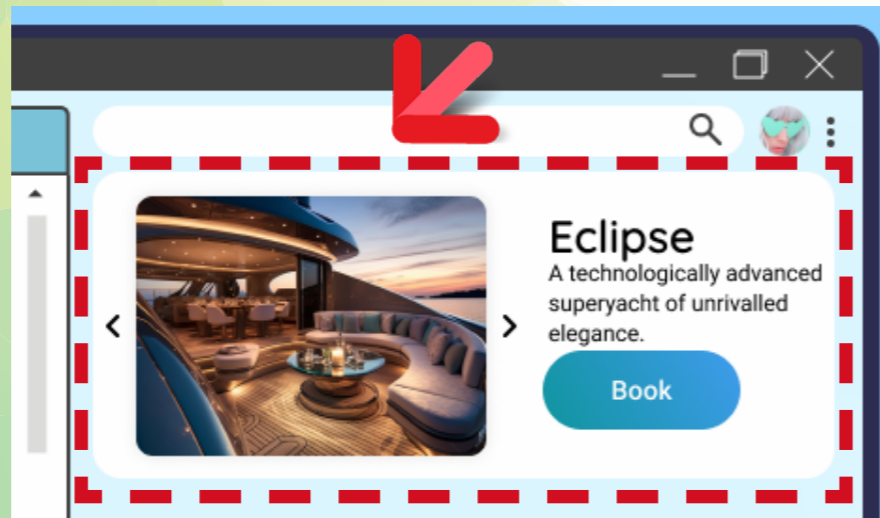 Eclipse
A technologically advanced
superyacht of unrivalled
elegance.
Book